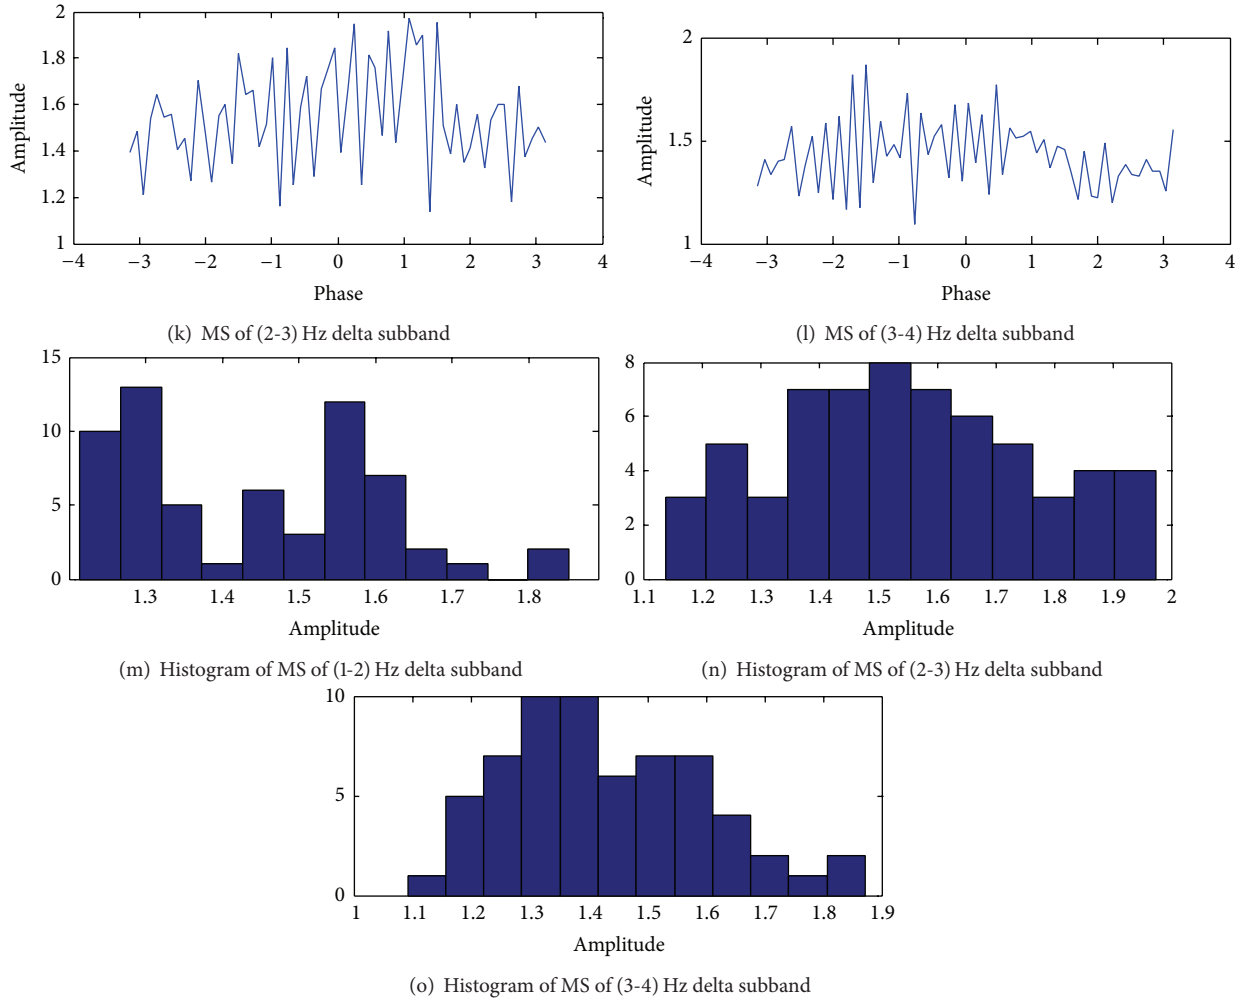 2
1.8
1.6
1.4
1.2
1
Amplitude
−4 −3 −2 −1 0 1 2 3 4
Phase
(k) MS of (2-3) Hz delta subband
2
1.5
1
Amplitude
−4 −3 −2 −1 0 1 2 3 4
Phase
(l) MS of (3-4) Hz delta subband
15
10
5
0
1.3 1.4 1.5 1.6 1.7 1.8
Amplitude
(m) Histogram of MS of (1-2) Hz delta subband
8
6
4
2
0
1.1 1.2 1.3 1.4 1.5 1.6 1.7 1.8 1.9 2
Amplitude
(n) Histogram of MS of (2-3) Hz delta subband
10
5
0
1 1.1 1.2 1.3 1.4 1.5 1.6 1.7 1.8 1.9
Amplitude
(o) Histogram of MS of (3-4) Hz delta subband